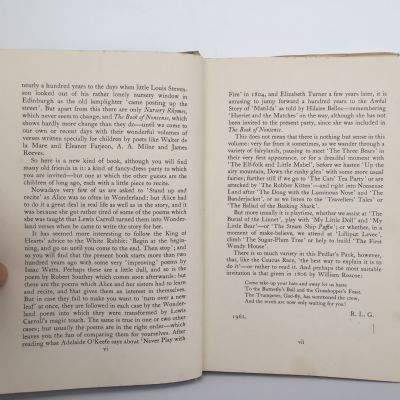 nearly a hundred years to the days when little Louis Steven-
son looked out of his rather lonely nursery window in
Edinburgh as the old lamplighter 'came posting up the
street'. But apart from this there are only Nursery Rhymes,
which never seem to change, and The Book of Nonsense, which
shows hardly more change than they do—until we come to
our own or recent days with their wonderful volumes of
verses written specially for children by poets like Walter de
la Mare and Eleanor Farjeon, A. A. Milne and James
Reeves.
So here is a new kind of book, although you will find
many old friends in it: a kind of fancy-dress party to which
you are invited—but one at which the other guests are the
children of long ago, each with a little piece to recite.
Nowadays very few of us are asked to 'Stand up and
recite' as Alice was so often in Wonderland: but Alice had
to do it a great deal in real life as well as in the story, and it
was because she got rather tired of some of the poems which
she was taught that Lewis Carroll turned them into Wonder-
land verses when he came to write the story for her.
It will be easier to understand if we follow the King of
Hearts' advice to the White Rabbit: 'Begin at the begin-
ning, and go on until you come to the end. Then stop'; and
so you will find that the present book starts more than two
hundred years ago with some very 'improving' poems by
Isaac Watts. Perhaps these are a little dull, and so is the
poem by Robert Southey which comes soon afterwards: but
these are the poems which Alice and her sisters had to learn
and recite, and that gives them an interest in themselves.
But in case they fail to make you want to 'turn over a new
leaf' at once, they are followed in each case by the Wonder-
land poem into which they were transformed by Lewis
Carroll's magic touch. The same is true in one or two other
cases; but usually the poems are in the right order—which
leaves you the fun of comparing them for yourselves. After
reading what Adelaide O'Keefe says about 'Never Play with
vi
Fire' in 1804, and Elizabeth Turner a few years later, it is
amusing to jump forward a hundred years to the Awful
Story of 'Matilda' as told by Hilaire Belloc—remembering
'Harriet and the Matches' on the way, although she has not
been invited to the present party, since she was included in
The Book of Nonsense.
This does not mean that there is nothing but sense in this
volume: very far from it sometimes, as we wander through a
variety of fairylands, going to meet 'The Three Bears' in
their very first appearance, or for a dreadful moment with
'The Elf-folk and Little Mabel', before we hunter 'Up the
airy mountain, Down the rushy glen' with some more usual
fairies; further still if we go to 'The Cats' Tea Party' or are
attacked by 'The Robber Kitten'—and right into Nonsense
Land after 'The Wonderful Derby Ram' and 'The
Banderjacket', or as we listen to 'Travellers' Tales' or
'The Ballad of the Basking Shark'.
But more usually it is playtime, whether we assist at 'The
Burial of the Linnet', play with 'My Little Doll' and 'My
Little Bear'—or 'The Steam Ship Puffer'; or whether, in a
moment of make-believe, we attend at 'Lilliput Levee',
climb 'The Sugar-Plum Tree' or help to build 'The First
Wendy House'.
There is so much variety in this Pedlar's Pack, however,
that, like the Caucus Race, 'the best way to explain it is to
do it'—or rather to read it. And perhaps the most suitable
invitation is that given in 1806 by William Roscoe:
Come take up your hats and away let us haste
To the Butterfly's Ball and the Grasshopper's Feast.
The Trumpeter, Gad-fly, has summoned the crew,
And the revels are now only waiting for you!
R. L. G.
1962.
vii